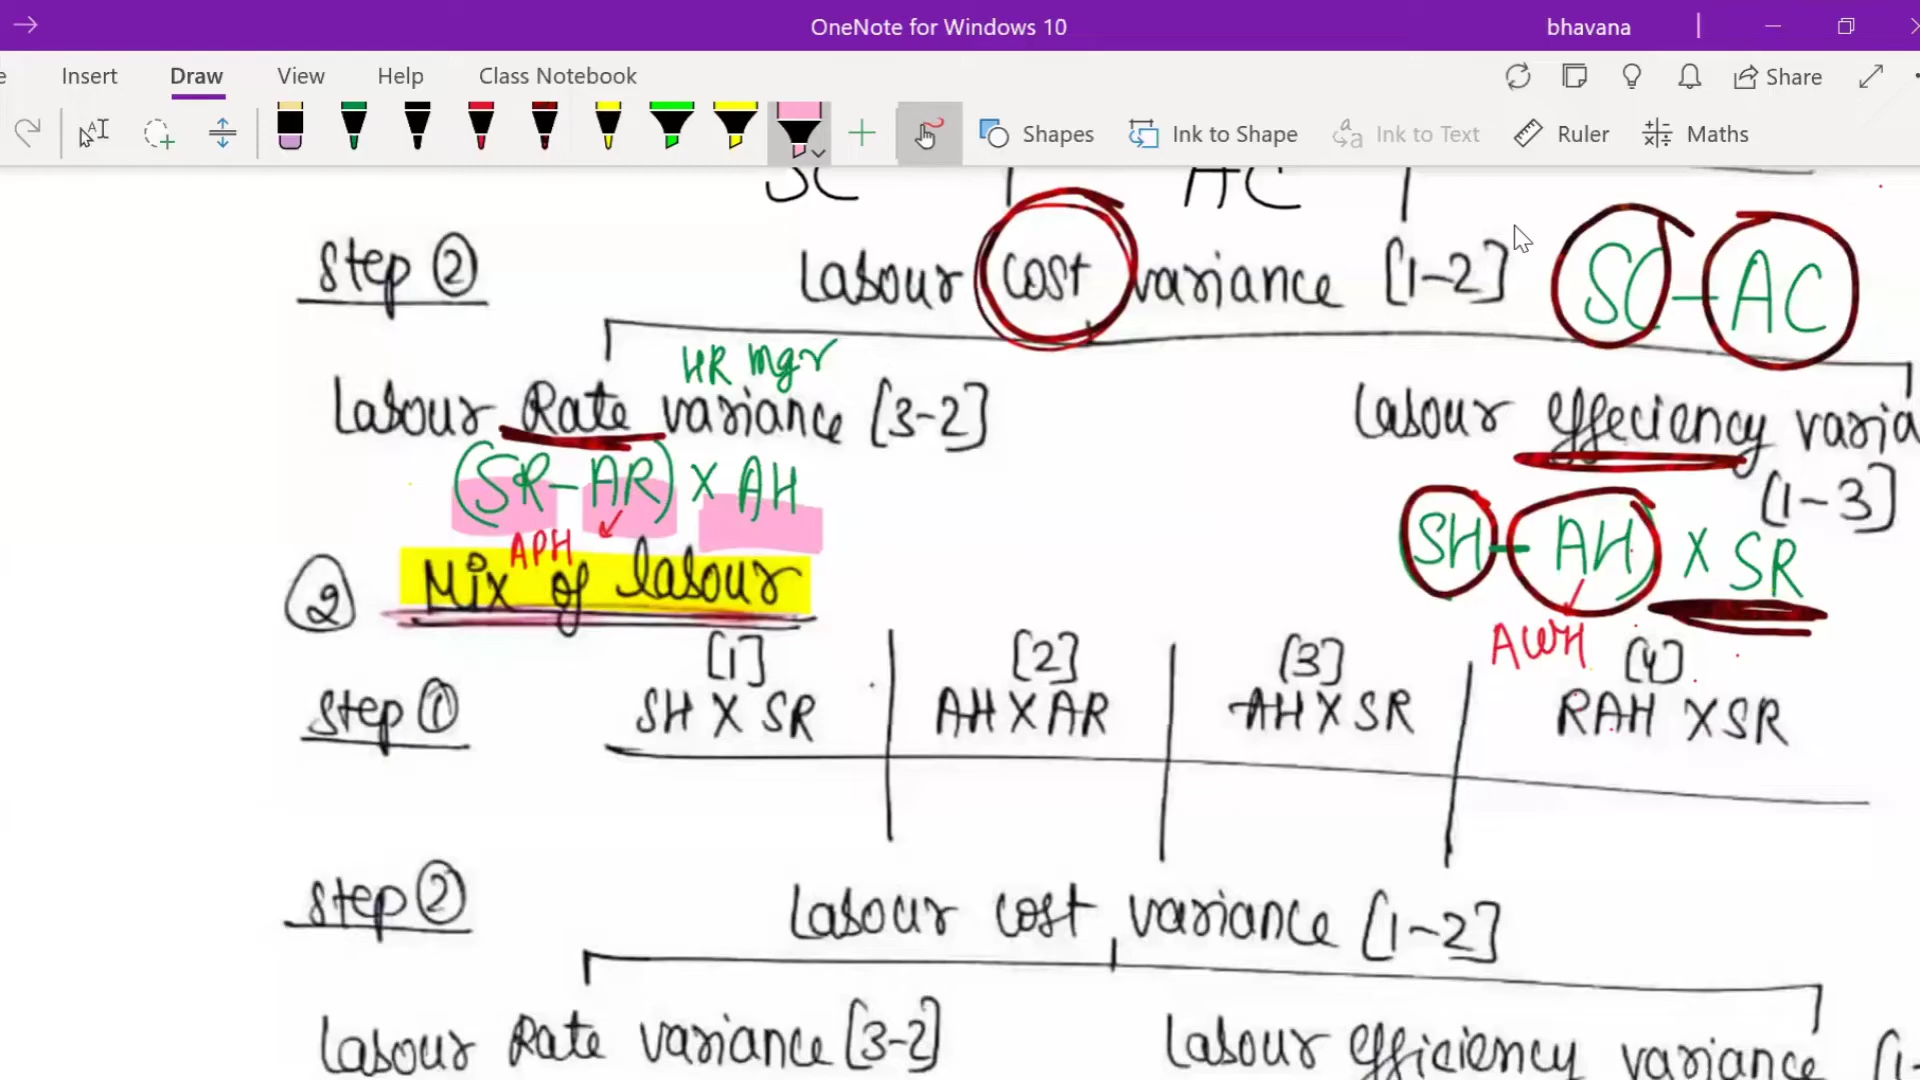 OneNote for Windows 10
bhavana
Insert Draw View Help Class Notebook
Share
Shapes Ink to Shape Ink to Text Ruler Maths
SC AC
Step ② Labour cost variance [1-2] SC - AC
HR Mgr
Labour Rate variance [3-2] Labour effeciency varia
(SR - AR) X AH [1-3]
SH - AH) X SR
APH
② Mix of labour
AWH
[1] [2] [3] [4]
Step ① SH X SR AH X AR AH X SR RAH X SR
Step ② Labour cost variance [1-2]
Labour Rate variance [3-2] Labour efficiency variance [1-